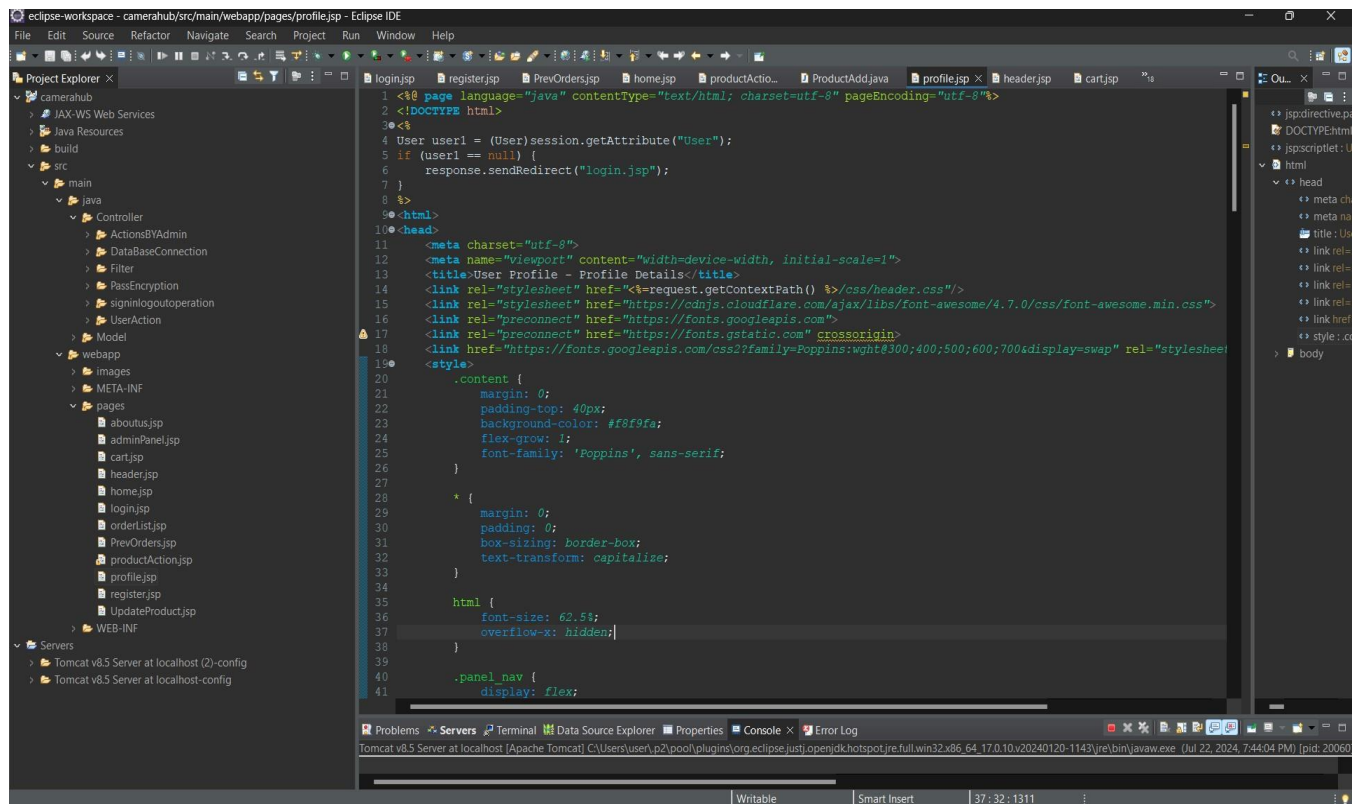 eclipse-workspace - camerahub/src/main/webapp/pages/profile.jsp - Eclipse IDE
File Edit Source Refactor Navigate Search Project Run Window Help
Project Explorer
camerahub
JAX-WS Web Services
Java Resources
build
src
main
java
Controller
ActionsBYAdmin
DataBaseConnection
Filter
PassEncryption
signinlogoutoperation
UserAction
Model
webapp
images
META-INF
pages
aboutus.jsp
adminPanel.jsp
cart.jsp
header.jsp
home.jsp
login.jsp
orderList.jsp
PrevOrders.jsp
productAction.jsp
profile.jsp
register.jsp
UpdateProduct.jsp
WEB-INF
Servers
Tomcat v8.5 Server at localhost (2)-config
Tomcat v8.5 Server at localhost-config
login.jsp register.jsp PrevOrders.jsp home.jsp productActio... ProductAdd.java profile.jsp header.jsp cart.jsp »18
1 <%@ page language="java" contentType="text/html; charset=utf-8" pageEncoding="utf-8"%>
2 <!DOCTYPE html>
3 <%
4 User user1 = (User)session.getAttribute("User");
5 if (user1 == null) {
6 response.sendRedirect("login.jsp");
7 }
8 %>
9 <html>
10 <head>
11 <meta charset="utf-8">
12 <meta name="viewport" content="width=device-width, initial-scale=1">
13 <title>User Profile - Profile Details</title>
14 <link rel="stylesheet" href="<%=request.getContextPath() %>/css/header.css"/>
15 <link rel="stylesheet" href="https://cdnjs.cloudflare.com/ajax/libs/font-awesome/4.7.0/css/font-awesome.min.css">
16 <link rel="preconnect" href="https://fonts.googleapis.com">
17 <link rel="preconnect" href="https://fonts.gstatic.com" crossorigin>
18 <link href="https://fonts.googleapis.com/css2?family=Poppins:wght@300;400;500;600;700&display=swap" rel="stylesheet
19 <style>
20 .content {
21 margin: 0;
22 padding-top: 40px;
23 background-color: #f8f9fa;
24 flex-grow: 1;
25 font-family: 'Poppins', sans-serif;
26 }
27
28 * {
29 margin: 0;
30 padding: 0;
31 box-sizing: border-box;
32 text-transform: capitalize;
33 }
34
35 html {
36 font-size: 62.5%;
37 overflow-x: hidden;
38 }
39
40 .panel_nav {
41 display: flex;
Ou...
jsp:directive.pa
DOCTYPE:html
jsp:scriptlet : U
html
head
meta ch
meta na
title : Us
link rel=
link rel=
link rel=
link rel=
link href
style : .co
body
Problems Servers Terminal Data Source Explorer Properties Console Error Log
Tomcat v8.5 Server at localhost [Apache Tomcat] C:\Users\user\.p2\pool\plugins\org.eclipse.justj.openjdk.hotspot.jre.full.win32.x86_64_17.0.10.v20240120-1143\jre\bin\javaw.exe (Jul 22, 2024, 7:44:04 PM) [pid: 20060
Writable Smart Insert 37 : 32 : 1311